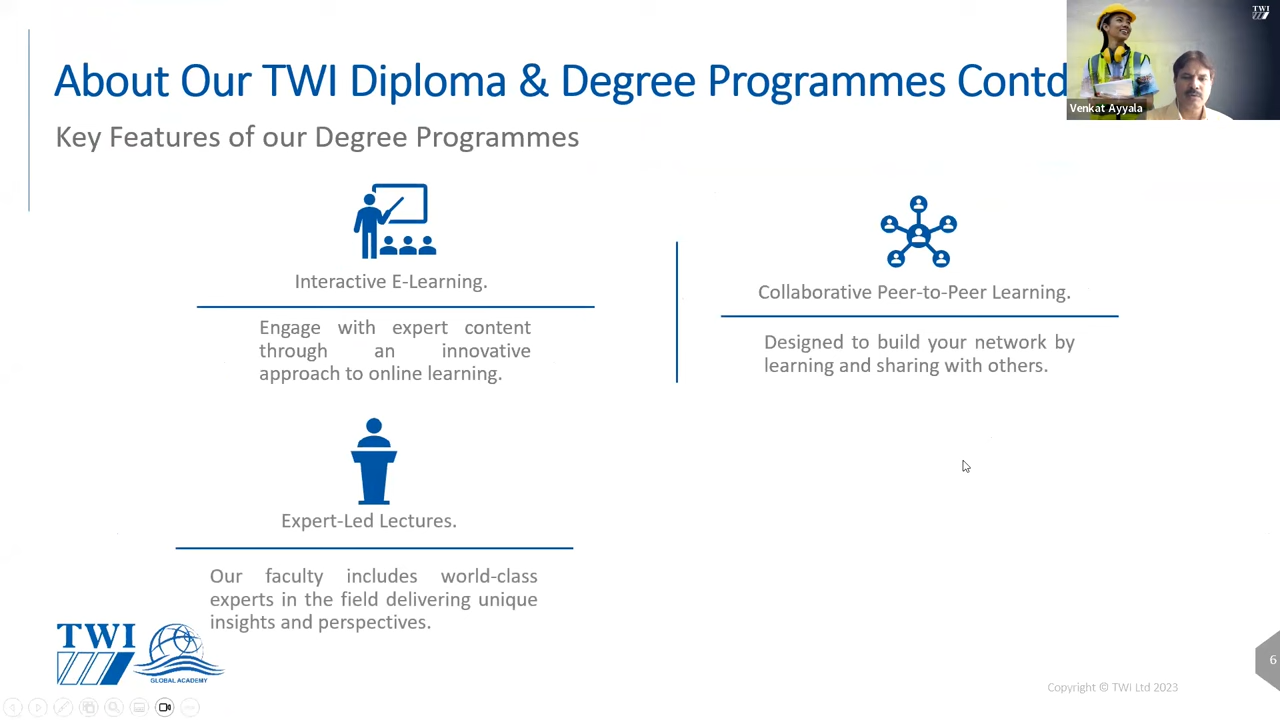 TWI
About Our TWI Diploma & Degree Programmes Contd
Venkat Ayyala
Key Features of our Degree Programmes
Interactive E-Learning.
Engage with expert content
through an innovative
approach to online learning.
Collaborative Peer-to-Peer Learning.
Designed to build your network by
learning and sharing with others.
Expert-Led Lectures.
Our faculty includes world-class
experts in the field delivering unique
insights and perspectives.
TWI
GLOBAL ACADEMY
Copyright © TWI Ltd 2023
6